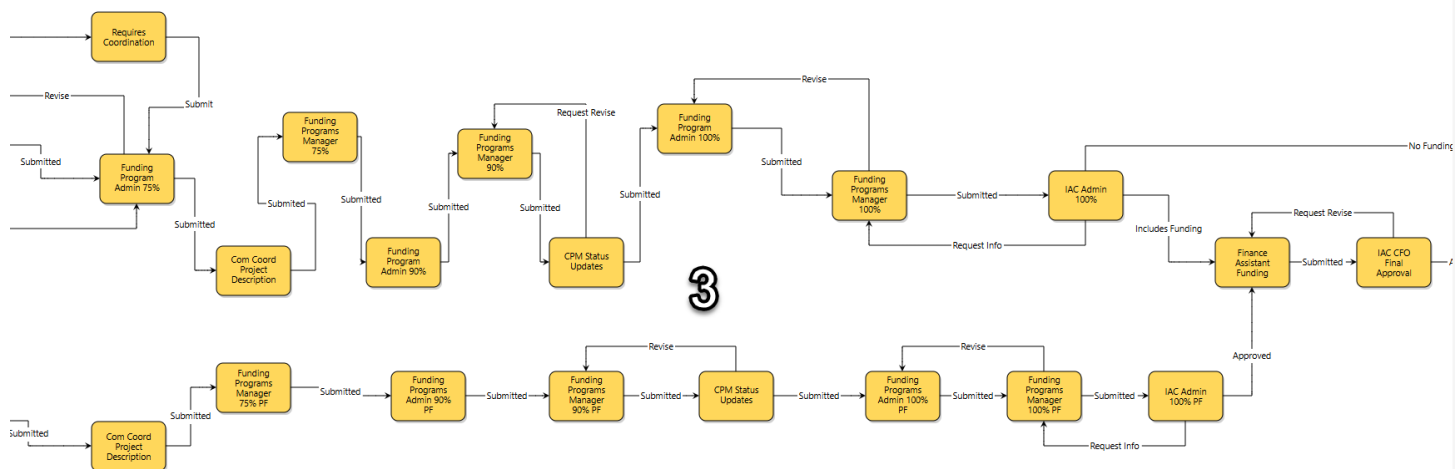 Requires
Coordination
Revise
Submit
Submitted
Funding
Program
Admin 75%
Submitted
Com Coord
Project
Description
Submitted
Funding
Programs
Manager
75%
Submitted
Funding
Program
Admin 90%
Submitted
Funding
Programs
Manager
90%
Request Revise
Submitted
CPM Status
Updates
Submitted
Funding
Program
Admin 100%
Revise
Submitted
Funding
Programs
Manager
100%
Submitted
Request Info
IAC Admin
100%
No Funding
Includes Funding
Finance
Assistant
Funding
Request Revise
Submitted
IAC CFO
Final
Approval
3
Submitted
Com Coord
Project
Description
Submitted
Funding
Programs
Manager
75% PF
Submitted
Funding
Programs
Admin 90%
PF
Submitted
Funding
Programs
Manager
90% PF
Revise
Submitted
CPM Status
Updates
Submitted
Funding
Programs
Admin 100%
PF
Revise
Submitted
Funding
Programs
Manager
100% PF
Submitted
Request Info
IAC Admin
100% PF
Approved